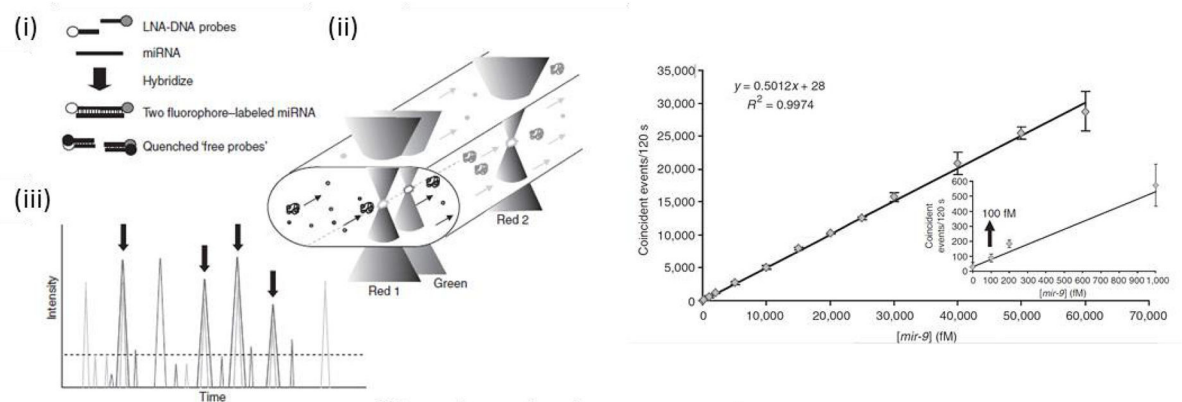 (i)
LNA-DNA probes
miRNA
Hybridize
Two fluorophore–labeled miRNA
Quenched 'free probes'
(ii)
Red 1
Green
Red 2
(iii)
Intensity
Time
Coincident events/120 s
35,000
30,000
25,000
20,000
15,000
10,000
5,000
0
y = 0.5012x + 28
R² = 0.9974
0 10,000 20,000 30,000 40,000 50,000 60,000 70,000
[mir-9] (fM)
Coincident
events/120 s
600
500
400
300
200
100
0
100 fM
0 100 200 300 400 500 600 700 800 900 1,000
[mir-9] (fM)